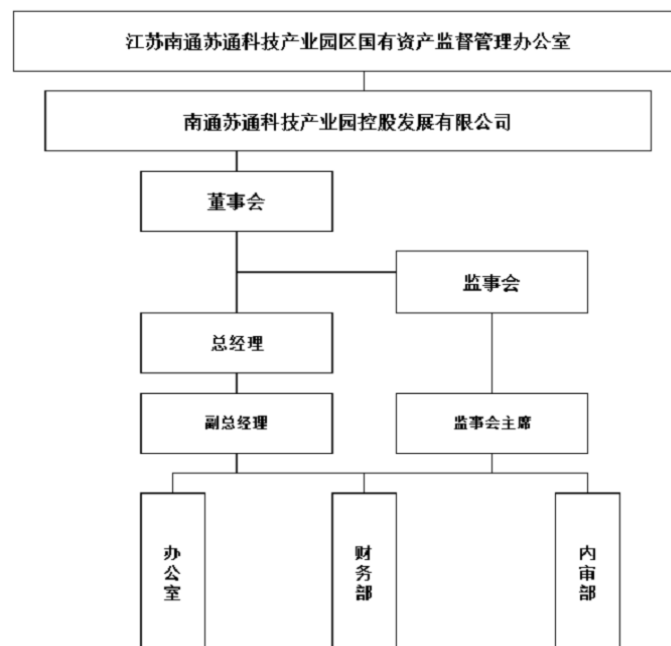 江苏南通苏通科技产业园区国有资产监督管理办公室
南通苏通科技产业园控股发展有限公司
董事会
监事会
总经理
副总经理
监事会主席
办公室
财务部
内审部